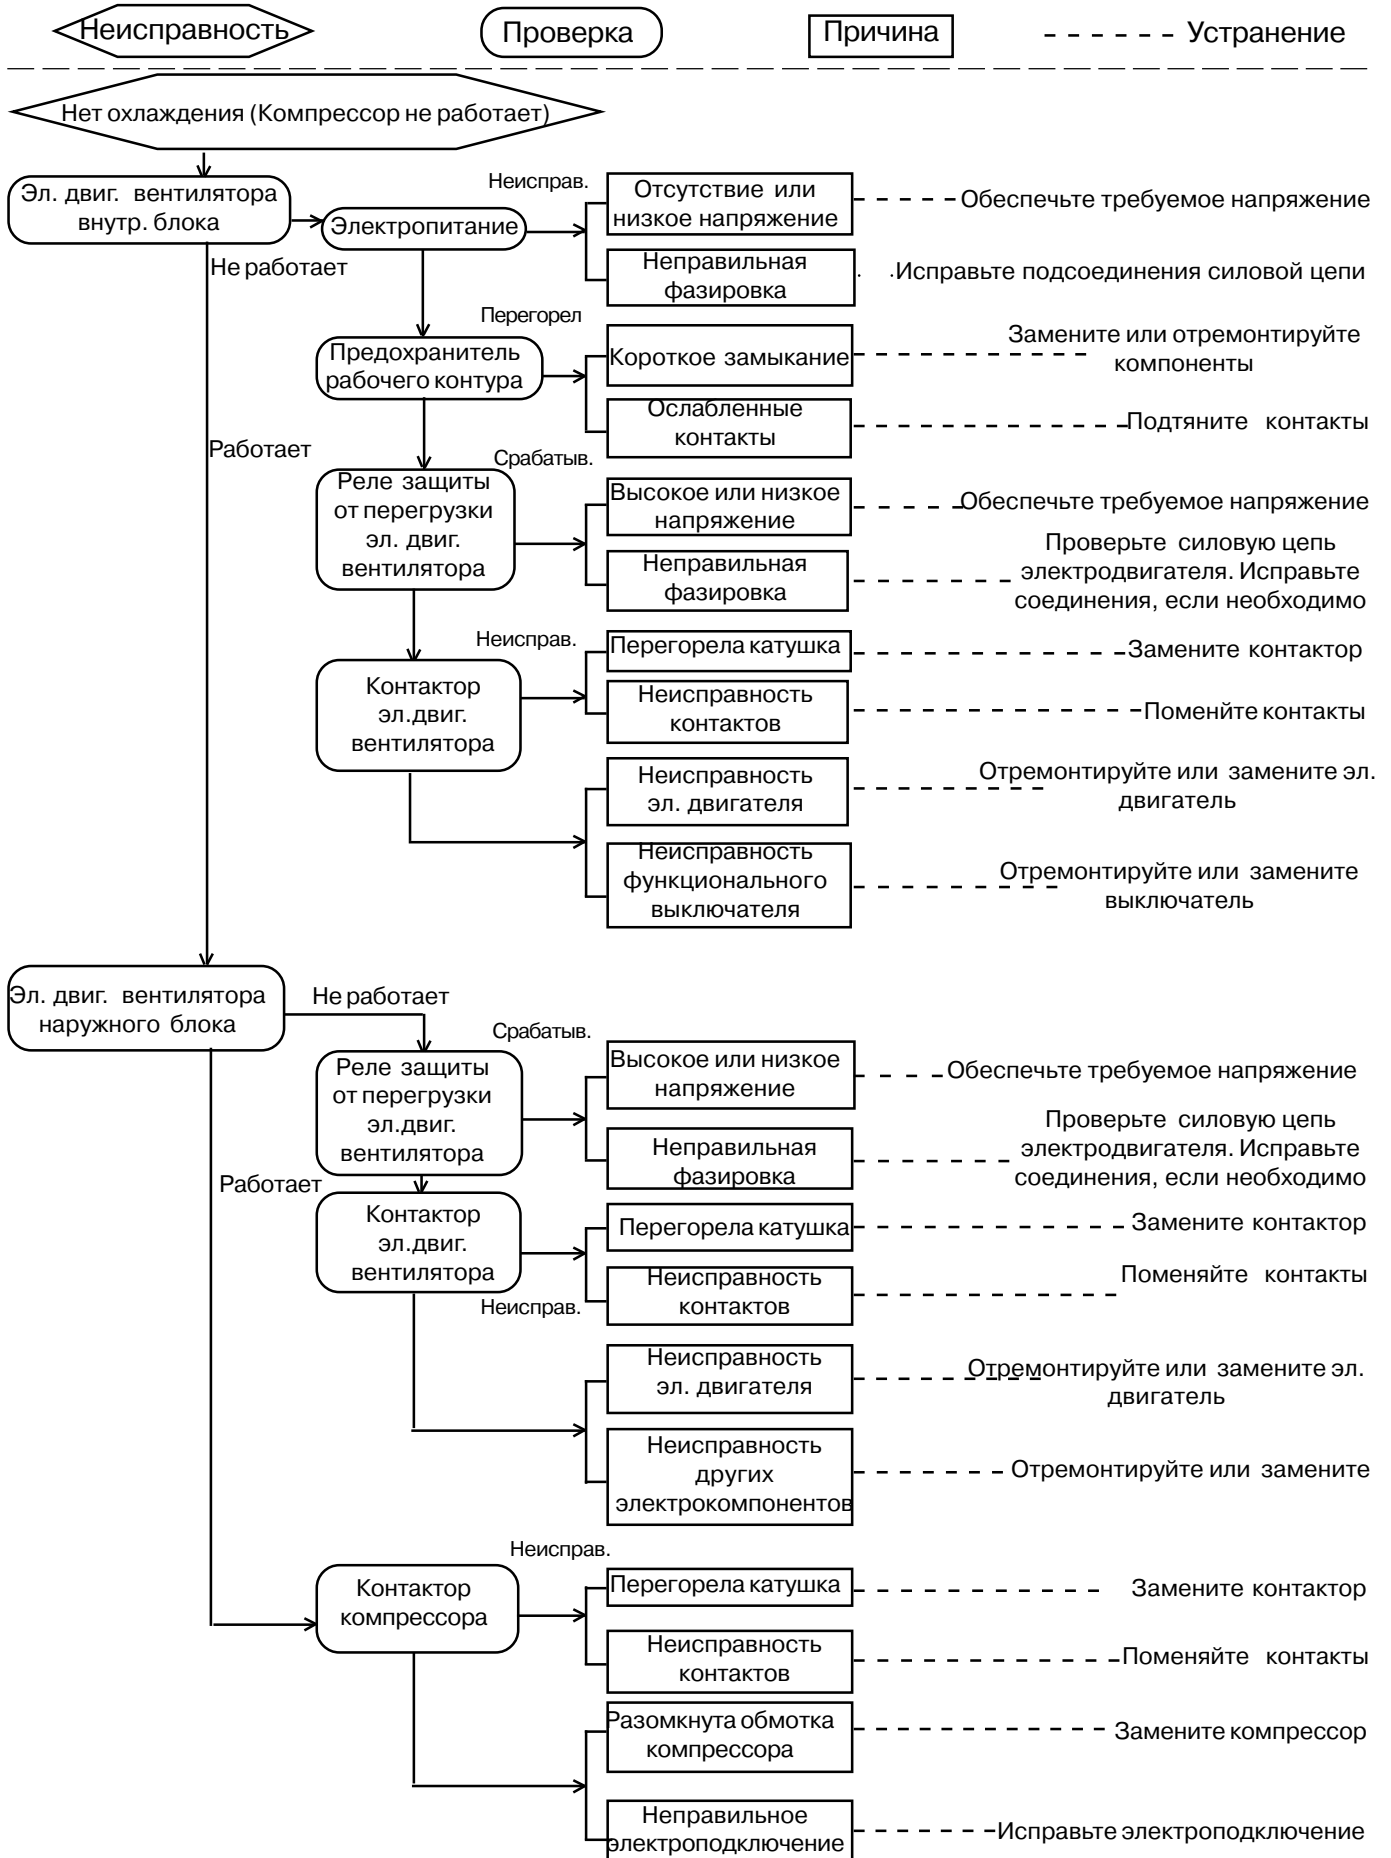 Неисправность
Проверка
Причина
Устранение
Нет охлаждения (Компрессор не работает)
Эл. двиг. вентилятора
внутр. блока
Не работает
Работает
Электропитание
Неисправ.
Отсутствие или
низкое напряжение
Обеспечьте требуемое напряжение
Неправильная
фазировка
Исправьте подсоединения силовой цепи
Предохранитель
рабочего контура
Перегорел
Короткое замыкание
Замените или отремонтируйте
компоненты
Ослабленные
контакты
Подтяните контакты
Реле защиты
от перегрузки
эл. двиг.
вентилятора
Срабатыв.
Высокое или низкое
напряжение
Обеспечьте требуемое напряжение
Неправильная
фазировка
Проверьте силовую цепь
электродвигателя. Исправьте
соединения, если необходимо
Контактор
эл.двиг.
вентилятора
Неисправ.
Перегорела катушка
Замените контактор
Неисправность
контактов
Поменйте контакты
Неисправность
эл. двигателя
Отремонтируйте или замените эл.
двигатель
Неисправность
функционального
выключателя
Отремонтируйте или замените
выключатель
Эл. двиг. вентилятора
наружного блока
Не работает
Работает
Реле защиты
от перегрузки
эл.двиг.
вентилятора
Срабатыв.
Высокое или низкое
напряжение
Обеспечьте требуемое напряжение
Неправильная
фазировка
Проверьте силовую цепь
электродвигателя. Исправьте
соединения, если необходимо
Контактор
эл.двиг.
вентилятора
Неисправ.
Перегорела катушка
Замените контактор
Неисправность
контактов
Поменяйте контакты
Неисправность
эл. двигателя
Отремонтируйте или замените эл.
двигатель
Неисправность
других
электрокомпонентов
Отремонтируйте или замените
Контактор
компрессора
Неисправ.
Перегорела катушка
Замените контактор
Неисправность
контактов
Поменяйте контакты
Разомкнута обмотка
компрессора
Замените компрессор
Неправильное
электроподключение
Исправьте электроподключение